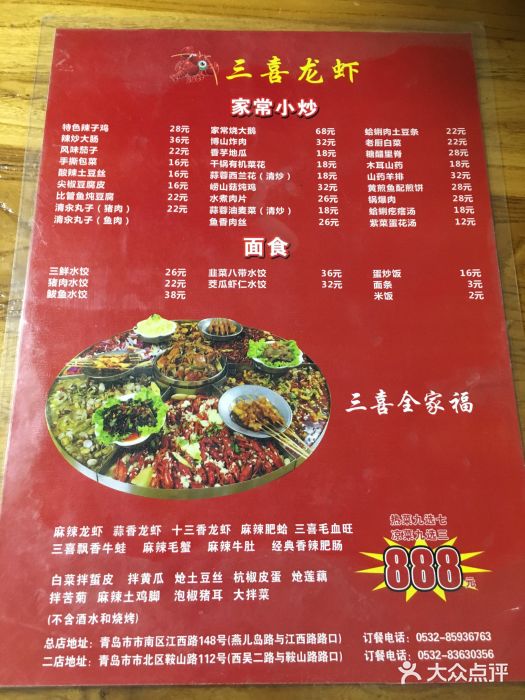 三喜龙虾
家常小炒
特色辣子鸡 28元
辣炒大肠 36元
风味茄子 22元
手撕包菜 16元
酸辣土豆丝 16元
尖椒豆腐皮 16元
比管鱼炖豆腐 22元
清汆丸子（猪肉） 22元
清汆丸子（鱼肉）
家常烧大鹅 68元
博山炸肉 32元
香芋地瓜 18元
干锅有机菜花 18元
蒜蓉西兰花（清炒） 18元
崂山菇炖鸡 32元
水煮肉片 26元
蒜蓉油麦菜（清炒） 18元
鱼香肉丝 26元
蛤蜊肉土豆条 22元
老厨白菜 22元
糖醋里脊 28元
木耳山药 18元
山药羊排 32元
黄煎鱼配煎饼 28元
锅爆肉 28元
蛤蜊疙瘩汤 18元
紫菜蛋花汤 12元
面食
三鲜水饺 26元
猪肉水饺 22元
鲅鱼水饺 38元
韭菜八带水饺 36元
茭瓜虾仁水饺 32元
蛋炒饭 16元
面条 3元
米饭 2元
三喜全家福
麻辣龙虾 蒜香龙虾 十三香龙虾 麻辣肥蛤 三喜毛血旺
三喜飘香牛蛙 麻辣毛蟹 麻辣牛肚 经典香辣肥肠
热菜九选七
凉菜九选三
888元
白菜拌蜇皮 拌黄瓜 炝土豆丝 杭椒皮蛋 炝莲藕
拌苦菊 麻辣土鸡脚 泡椒猪耳 大拌菜
(不含酒水和烧烤)
总店地址：青岛市市南区江西路148号(燕儿岛路与江西路路口) 订餐电话：0532-85936763
二店地址：青岛市市北区鞍山路112号(西吴二路与鞍山路路口) 订餐电话：0532-83630356
大众点评